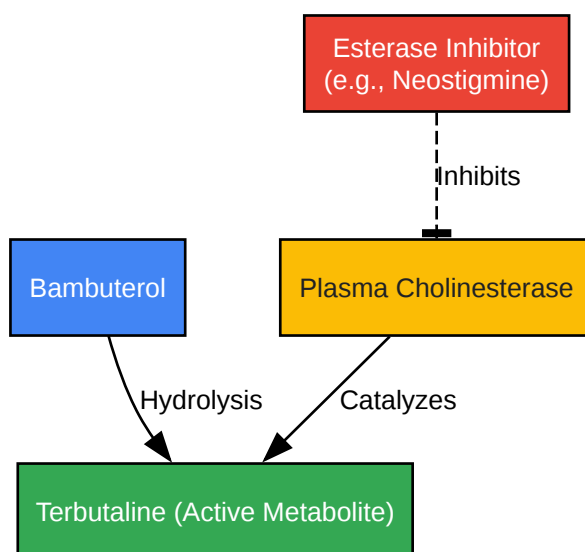 Esterase Inhibitor
(e.g., Neostigmine)
Inhibits
Bambuterol
Plasma Cholinesterase
Hydrolysis
Catalyzes
Terbutaline (Active Metabolite)